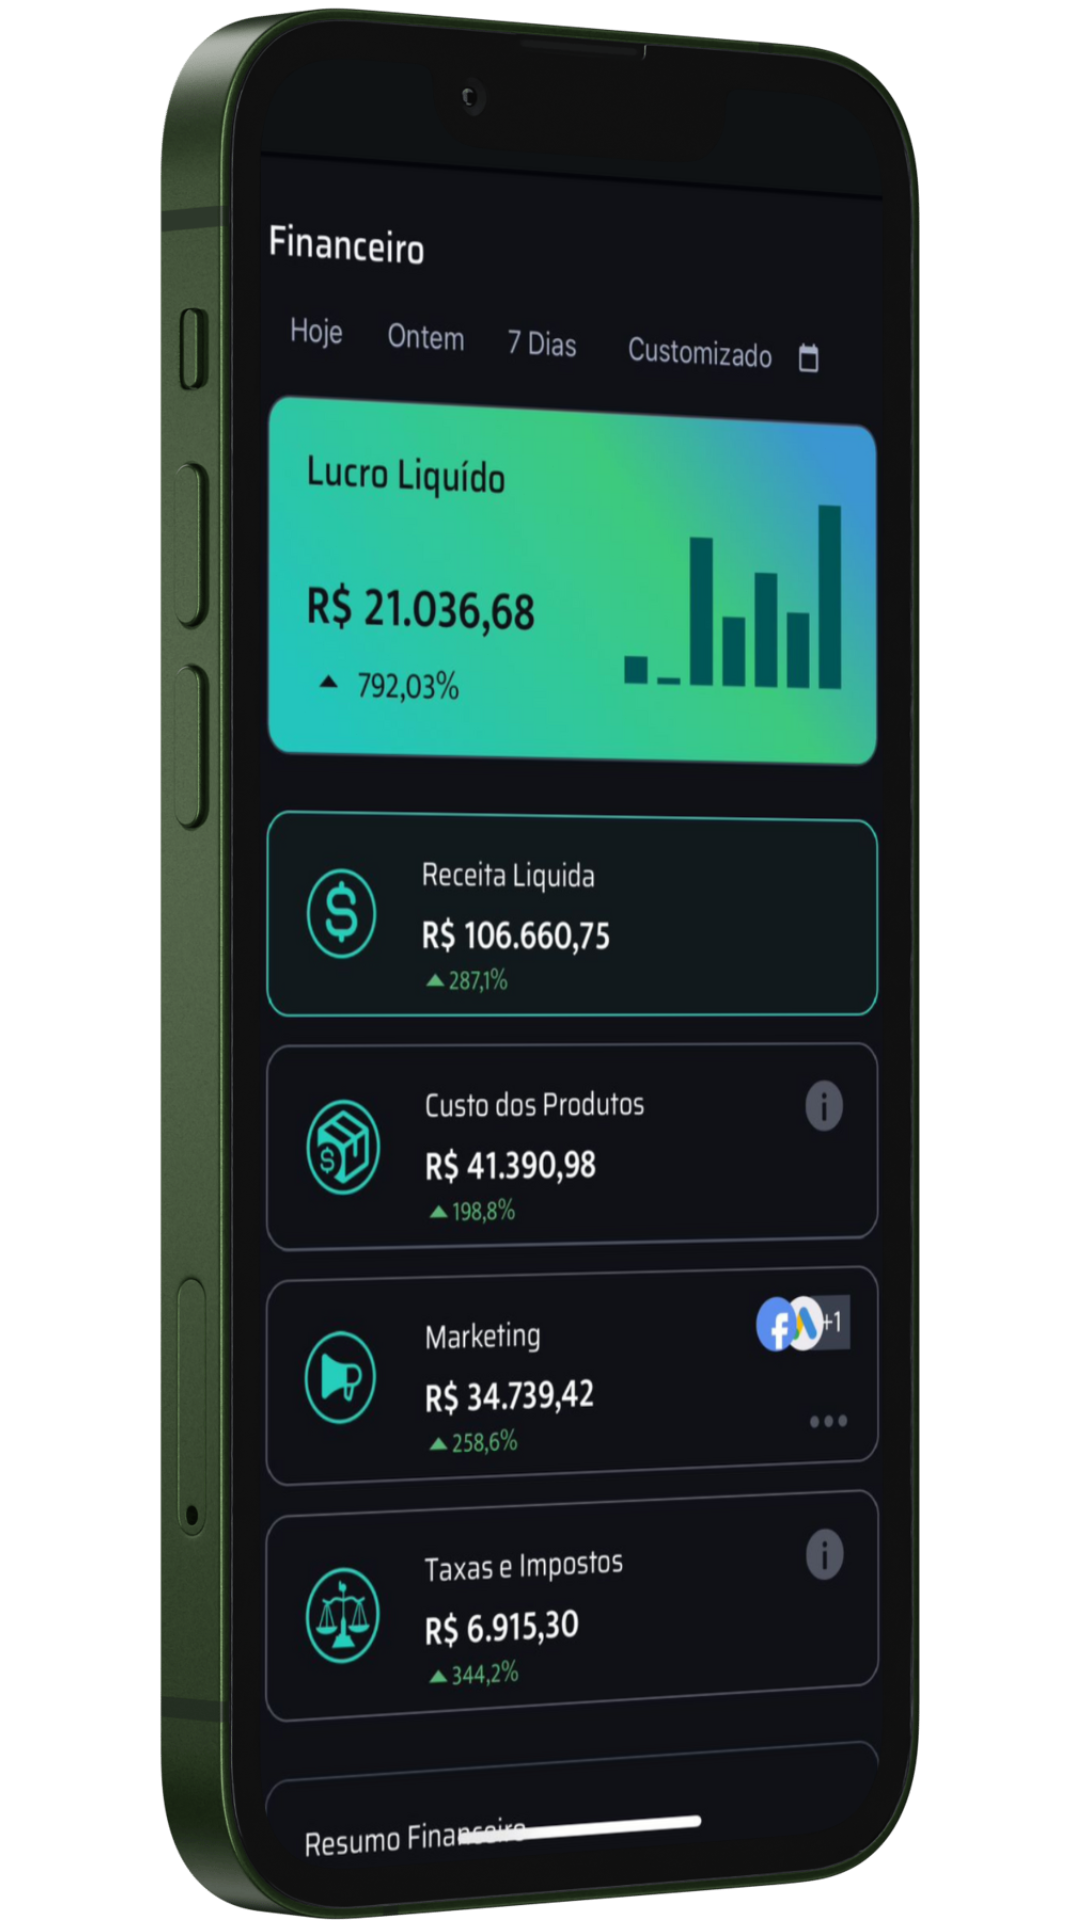 Financeiro
Hoje Ontem 7 Dias Customizado
Lucro Liquído
R$ 21.036,68
792,03%
Receita Liquida
R$ 106.660,75
287,1%
Custo dos Produtos
R$ 41.390,98
198,8%
Marketing
+1
R$ 34.739,42
258,6%
Taxas e Impostos
R$ 6.915,30
344,2%
Resumo Financeiro